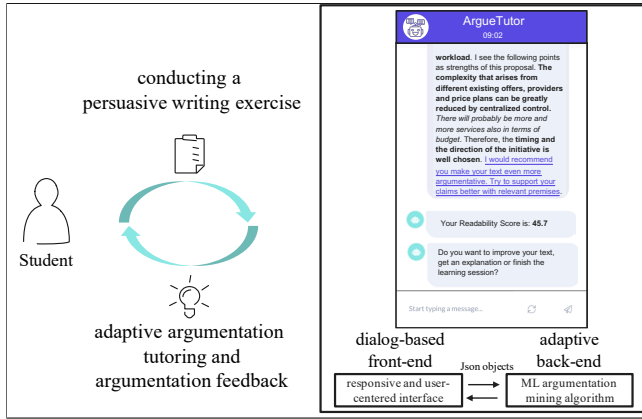 conducting a
persuasive writing exercise
Student
adaptive argumentation
tutoring and
argumentation feedback
ArgueTutor
09:02
workload. I see the following points
as strengths of this proposal. The
complexity that arises from
different existing offers, providers
and price plans can be greatly
reduced by centralized control.
There will probably be more and
more services also in terms of
budget. Therefore, the timing and
the direction of the initiative is
well chosen. I would recommend
you make your text even more
argumentative. Try to support your
claims better with relevant premises.
Your Readability Score is: 45.7
Do you want to improve your text,
get an explanation or finish the
learning session?
Start typing a message...
dialog-based
front-end
adaptive
back-end
Json objects
responsive and user-
centered interface
ML argumentation
mining algorithm